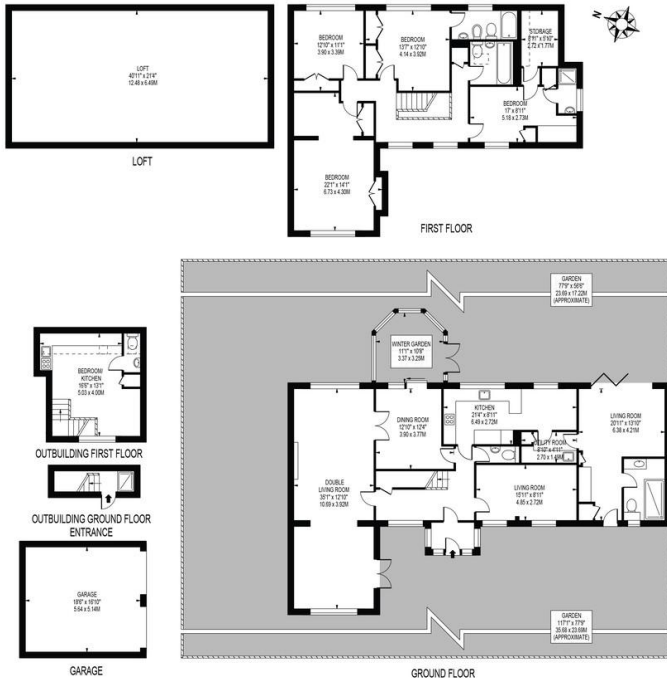 LOFT
40'11" x 21'4"
12.48 x 6.49M
LOFT
BEDROOM
12'10" x 11'1"
3.90 x 3.39M
BEDROOM
13'7" x 12'10"
4.14 x 3.92M
STORAGE
8'11" x 5'10"
2.72 x 1.77M
N
BEDROOM
17' x 8'11"
5.18 x 2.73M
BEDROOM
22'1" x 14'1"
6.73 x 4.30M
FIRST FLOOR
GARDEN
77'9" x 56'6"
23.69 x 17.22M
(APPROXIMATE)
WINTER GARDEN
11'1" x 10'9"
3.37 x 3.28M
BEDROOM
KITCHEN
16'6" x 13'1"
5.03 x 4.00M
OUTBUILDING FIRST FLOOR
OUTBUILDING GROUND FLOOR
ENTRANCE
GARAGE
18'6" x 16'10"
5.64 x 5.14M
GARAGE
DINING ROOM
12'10" x 12'4"
3.90 x 3.77M
KITCHEN
21'4" x 8'11"
6.49 x 2.72M
LIVING ROOM
20'11" x 13'10"
6.38 x 4.21M
UTILITY ROOM
DOUBLE
LIVING ROOM
35'1" x 12'10"
10.69 x 3.92M
LIVING ROOM
15'11" x 8'11"
4.85 x 2.72M
GARDEN
117'1" x 77'9"
35.68 x 23.69M
(APPROXIMATE)
GROUND FLOOR